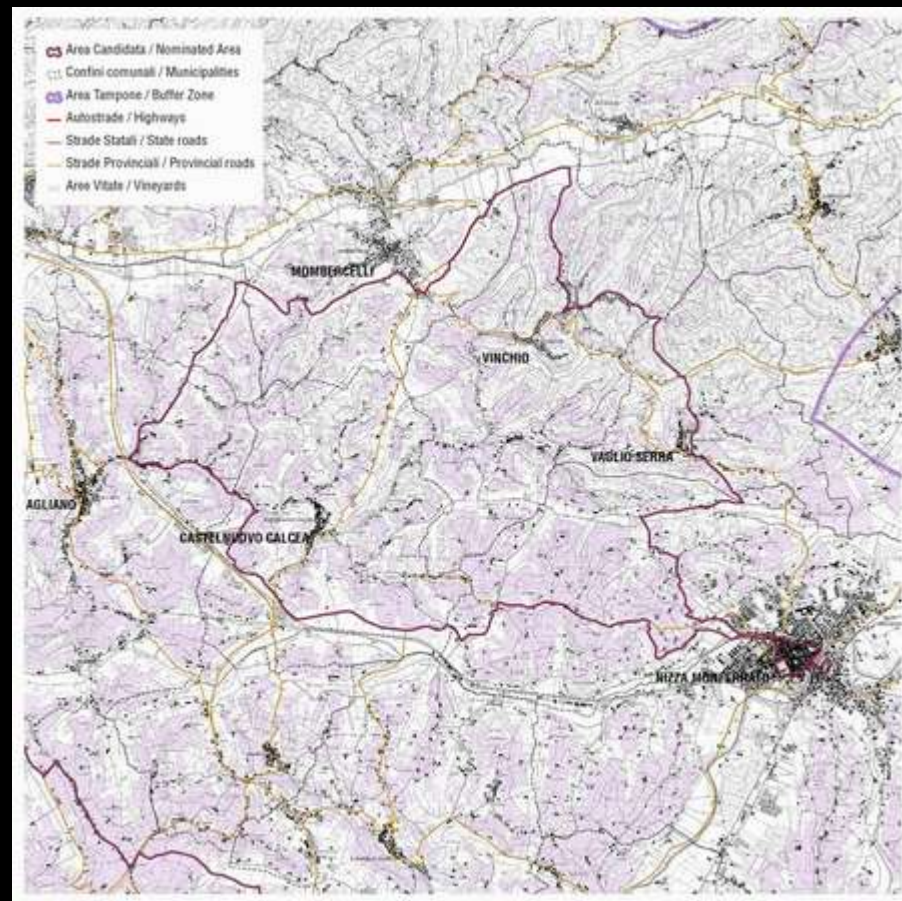 Area Candidata / Nominated Area
Confini comunali / Municipalities
Area Tampone / Buffer Zone
Autostrade / Highways
Strade Statali / State roads
Strade Provinciali / Provincial roads
Aree Vitate / Vineyards
MOMBERCELLI
VINCHIO
VAGLIO SERRA
AGLIANO
CASTELNUOVO CALCEA
NIZZA MONFERRATO